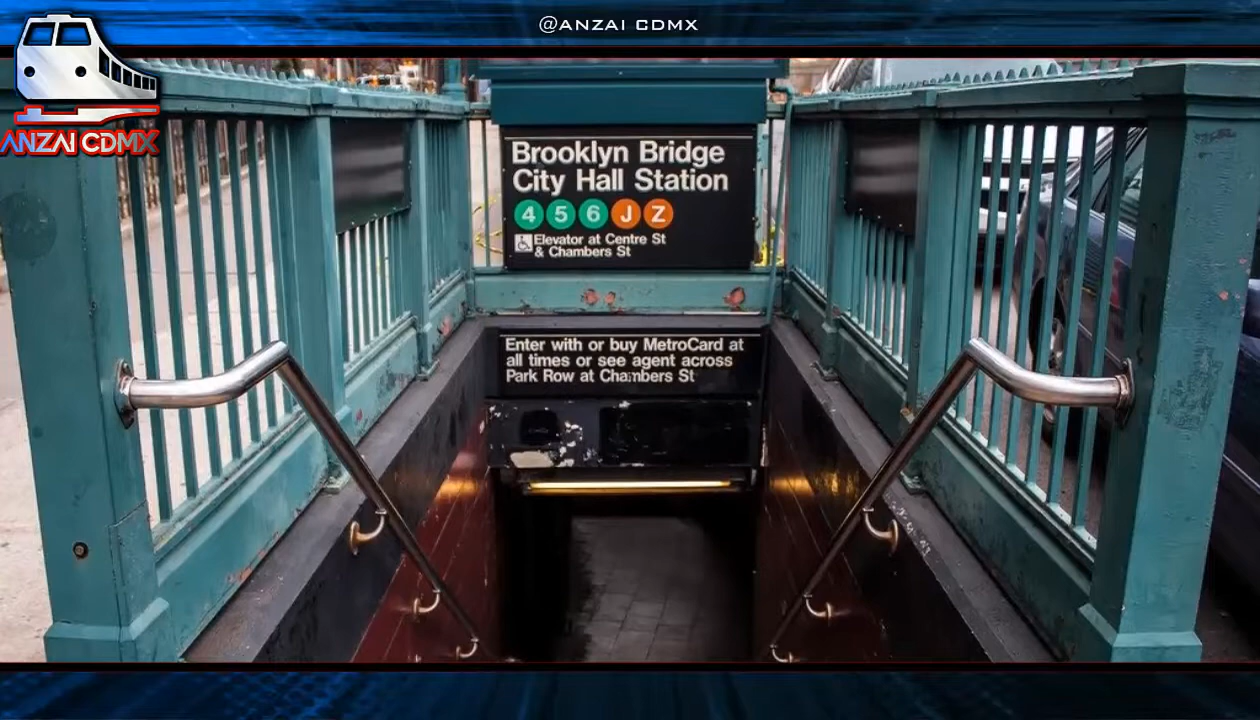 @ANZAI CDMX
ANZAI CDMX
Brooklyn Bridge
City Hall Station
4 5 6 J Z
Elevator at Centre St
& Chambers St
Enter with or buy MetroCard at
all times or see agent across
Park Row at Chambers St